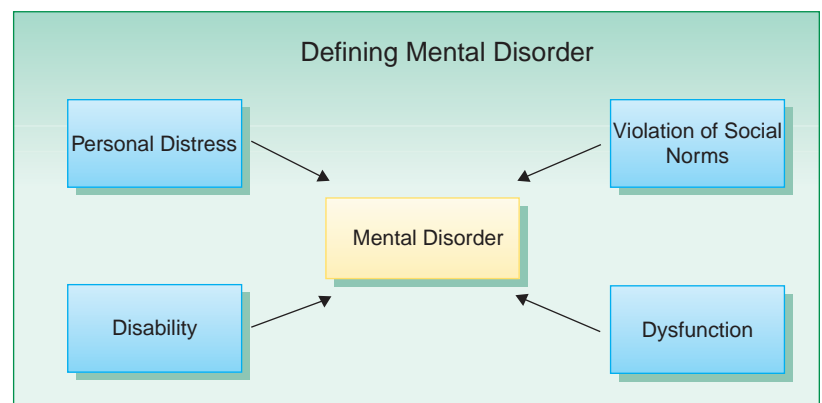 Defining Mental Disorder
Personal Distress
Violation of Social
Norms
Mental Disorder
Disability
Dysfunction